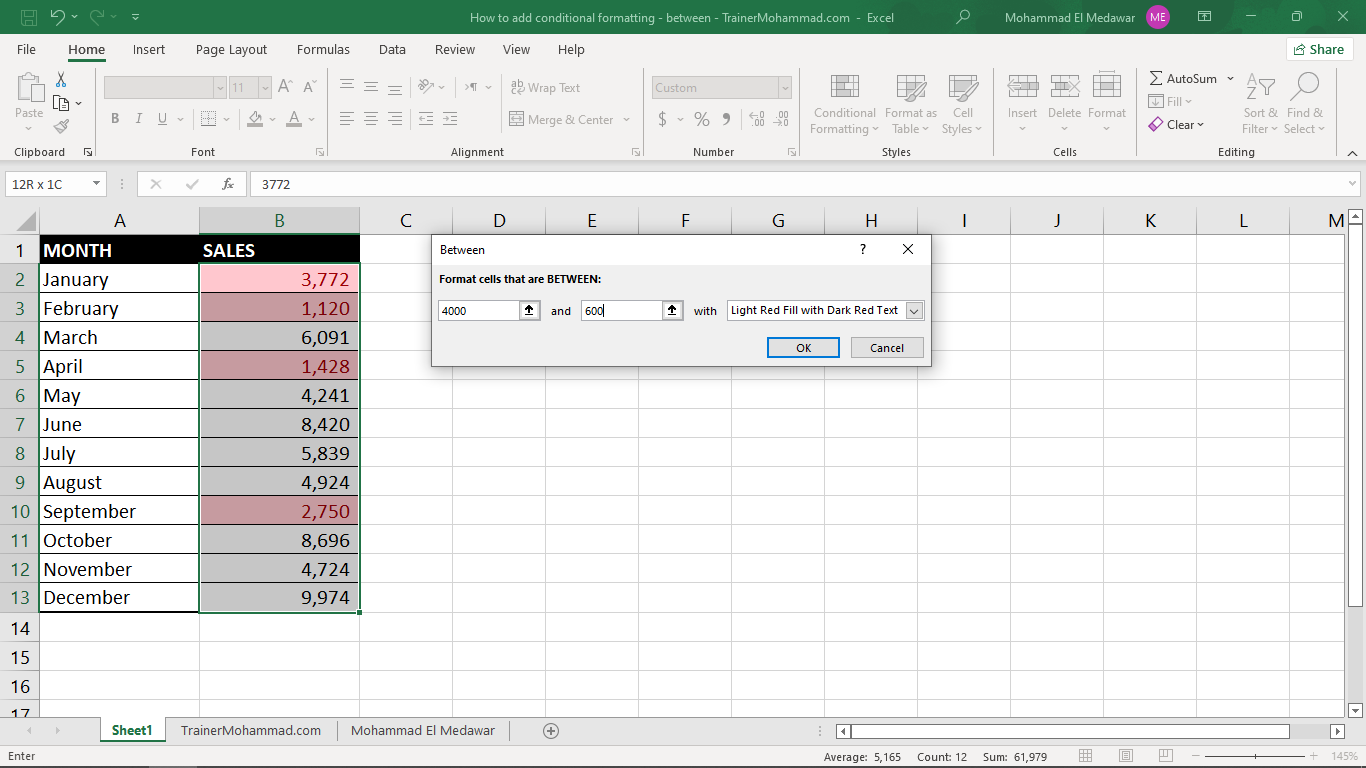 How to add conditional formatting - between - TrainerMohammad.com - Excel
Mohammad El Medawar ME
File Home Insert Page Layout Formulas Data Review View Help Share
Paste
11
Wrap Text
Merge & Center
Custom
$ % 9
B I U A
Conditional Formatting
Format as Table
Cell Styles
Insert Delete Format
AutoSum
Fill
Clear
Sort & Filter
Find & Select
Clipboard Font Alignment Number Styles Cells Editing
12R x 1C fx 3772
A B C D E F G H I J K L M
1 MONTH SALES
2 January 3,772
3 February 1,120
4 March 6,091
5 April 1,428
6 May 4,241
7 June 8,420
8 July 5,839
9 August 4,924
10 September 2,750
11 October 8,696
12 November 4,724
13 December 9,974
14
15
16
17
Between ?
Format cells that are BETWEEN:
4000 and 600 with Light Red Fill with Dark Red Text
OK Cancel
Sheet1 TrainerMohammad.com Mohammad El Medawar
Enter Average: 5,165 Count: 12 Sum: 61,979 145%